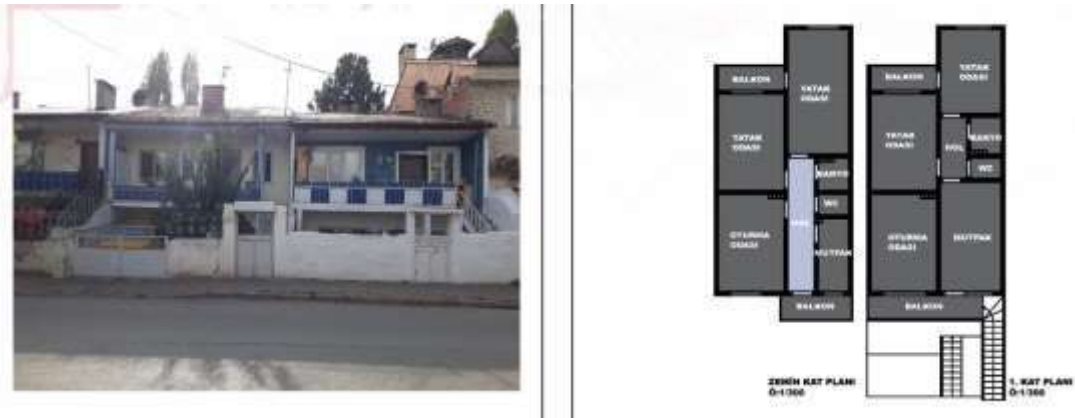 BALKON
YATAK
ODASI
YATAK
ODASI
BANYO
WC
OTURMA
ODASI
HOL
MUTFAK
BALKON
ZEMİN KAT PLANI
Ö:1/300
YATAK
ODASI
BALKON
YATAK
ODASI
HOL
BANYO
WC
OTURMA
ODASI
MUTFAK
BALKON
1. KAT PLANI
Ö:1/300